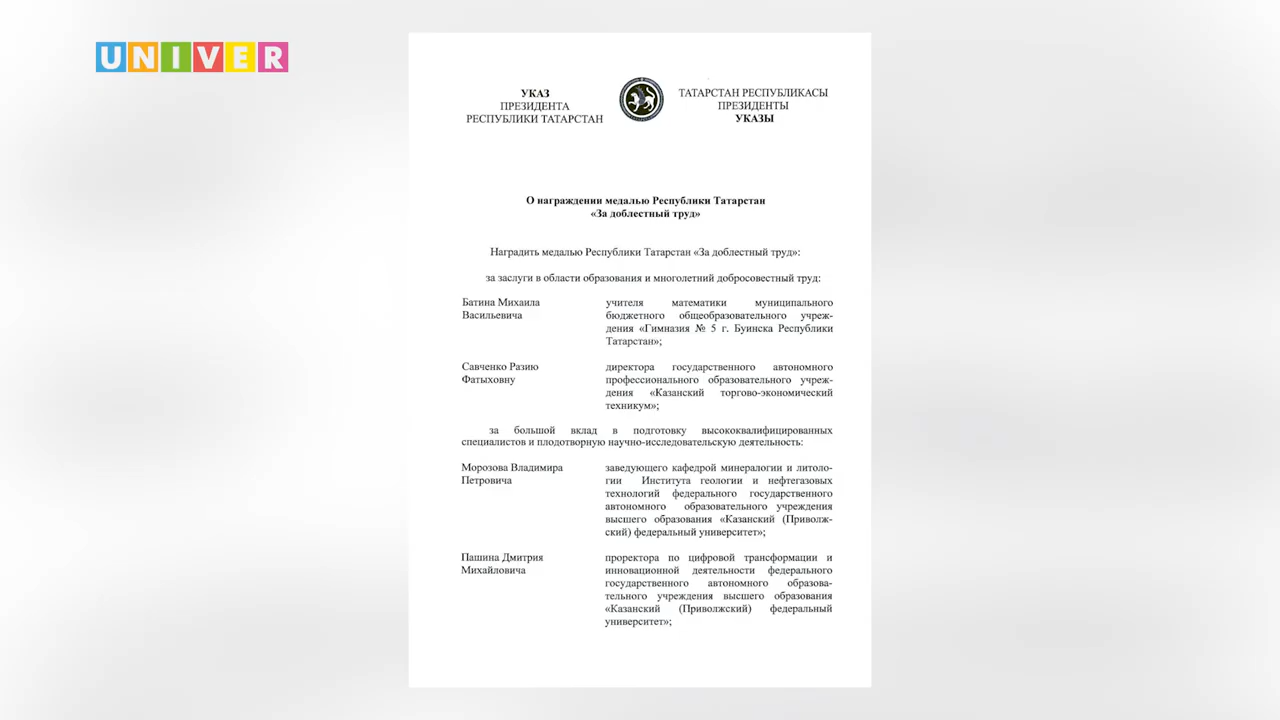 UNIVER
УКАЗ
ПРЕЗИДЕНТА
РЕСПУБЛИКИ ТАТАРСТАН
ТАТАРСТАН РЕСПУБЛИКАСЫ
ПРЕЗИДЕНТЫ
УКАЗЫ
О награждении медалью Республики Татарстан
«За доблестный труд»
Наградить медалью Республики Татарстан «За доблестный труд»:
за заслуги в области образования и многолетний добросовестный труд:
Батина Михаила
Васильевича
учителя математики муниципального
бюджетного общеобразовательного учреж-
дения «Гимназия № 5 г. Буинска Республики
Татарстан»;
Савченко Разию
Фатыховну
директора государственного автономного
профессионального образовательного учреж-
дения «Казанский торгово-экономический
техникум»;
за большой вклад в подготовку высококвалифицированных
специалистов и плодотворную научно-исследовательскую деятельность:
Морозова Владимира
Петровича
заведующего кафедрой минералогии и литоло-
гии Института геологии и нефтегазовых
технологий федерального государственного
автономного образовательного учреждения
высшего образования «Казанский (Приволж-
ский) федеральный университет»;
Пашина Дмитрия
Михайловича
проректора по цифровой трансформации и
инновационной деятельности федерального
государственного автономного образова-
тельного учреждения высшего образования
«Казанский (Приволжский) федеральный
университет»;